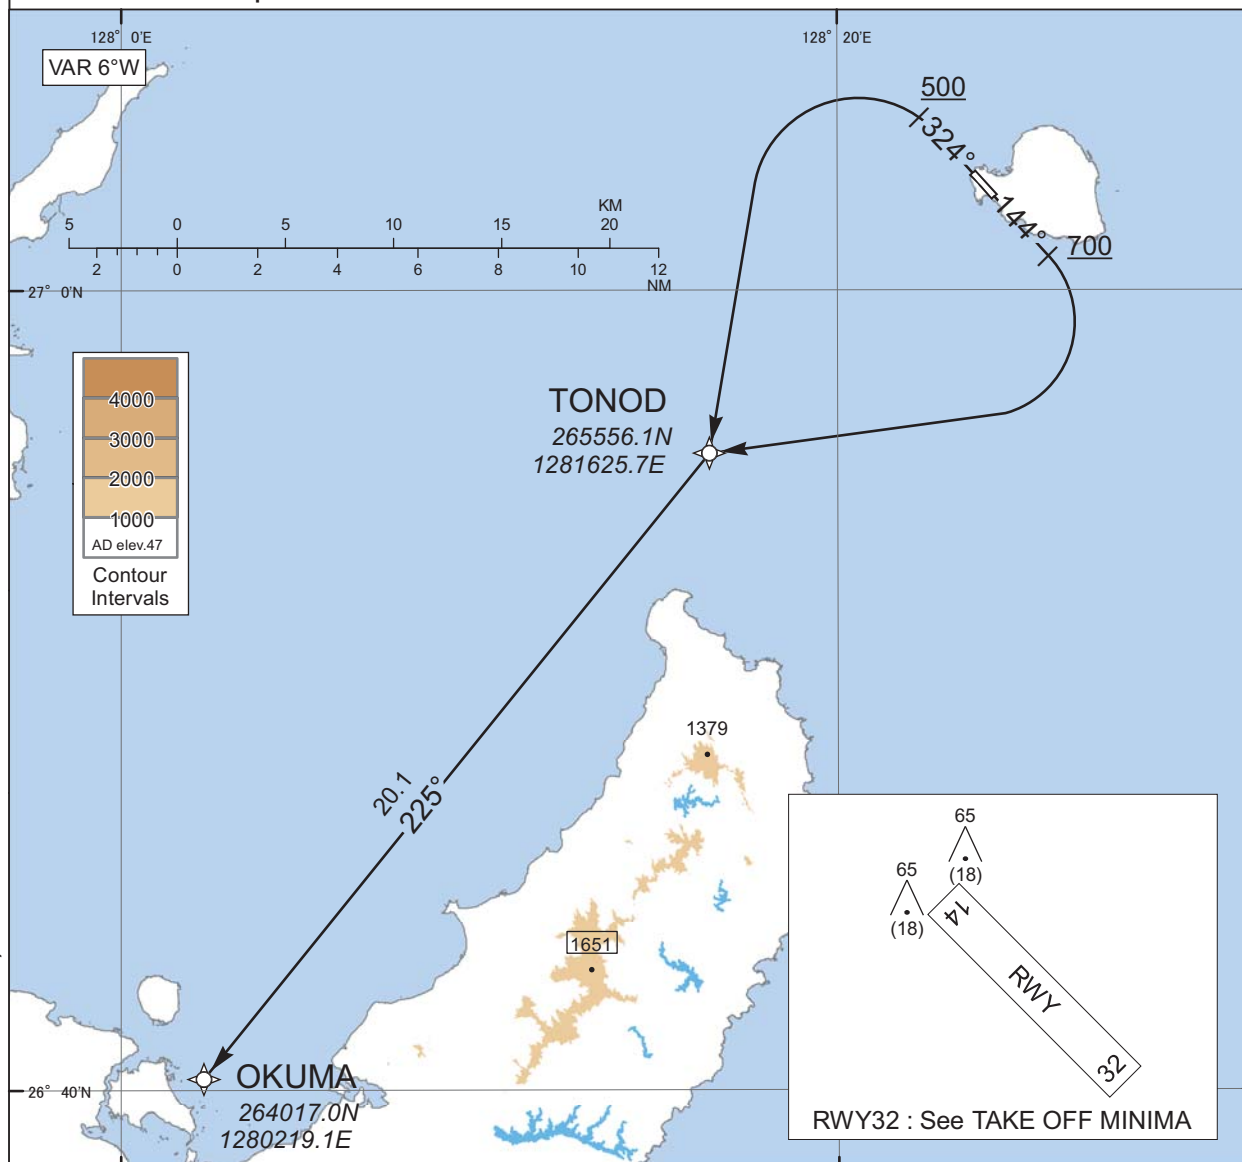 128° 0'E
128° 20'E
VAR 6°W
500
324°
144°
700
KM
5 0 5 10 15 20
2 0 2 4 6 8 10 12
NM
27° 0'N
4000
3000
2000
1000
AD elev.47
Contour
Intervals
TONOD
265556.1N
1281625.7E
1379
20.1
225°
1651
65
(18)
65
(18)
14
RWY
32
RWY32 : See TAKE OFF MINIMA
OKUMA
264017.0N
1280219.1E
26° 40'N